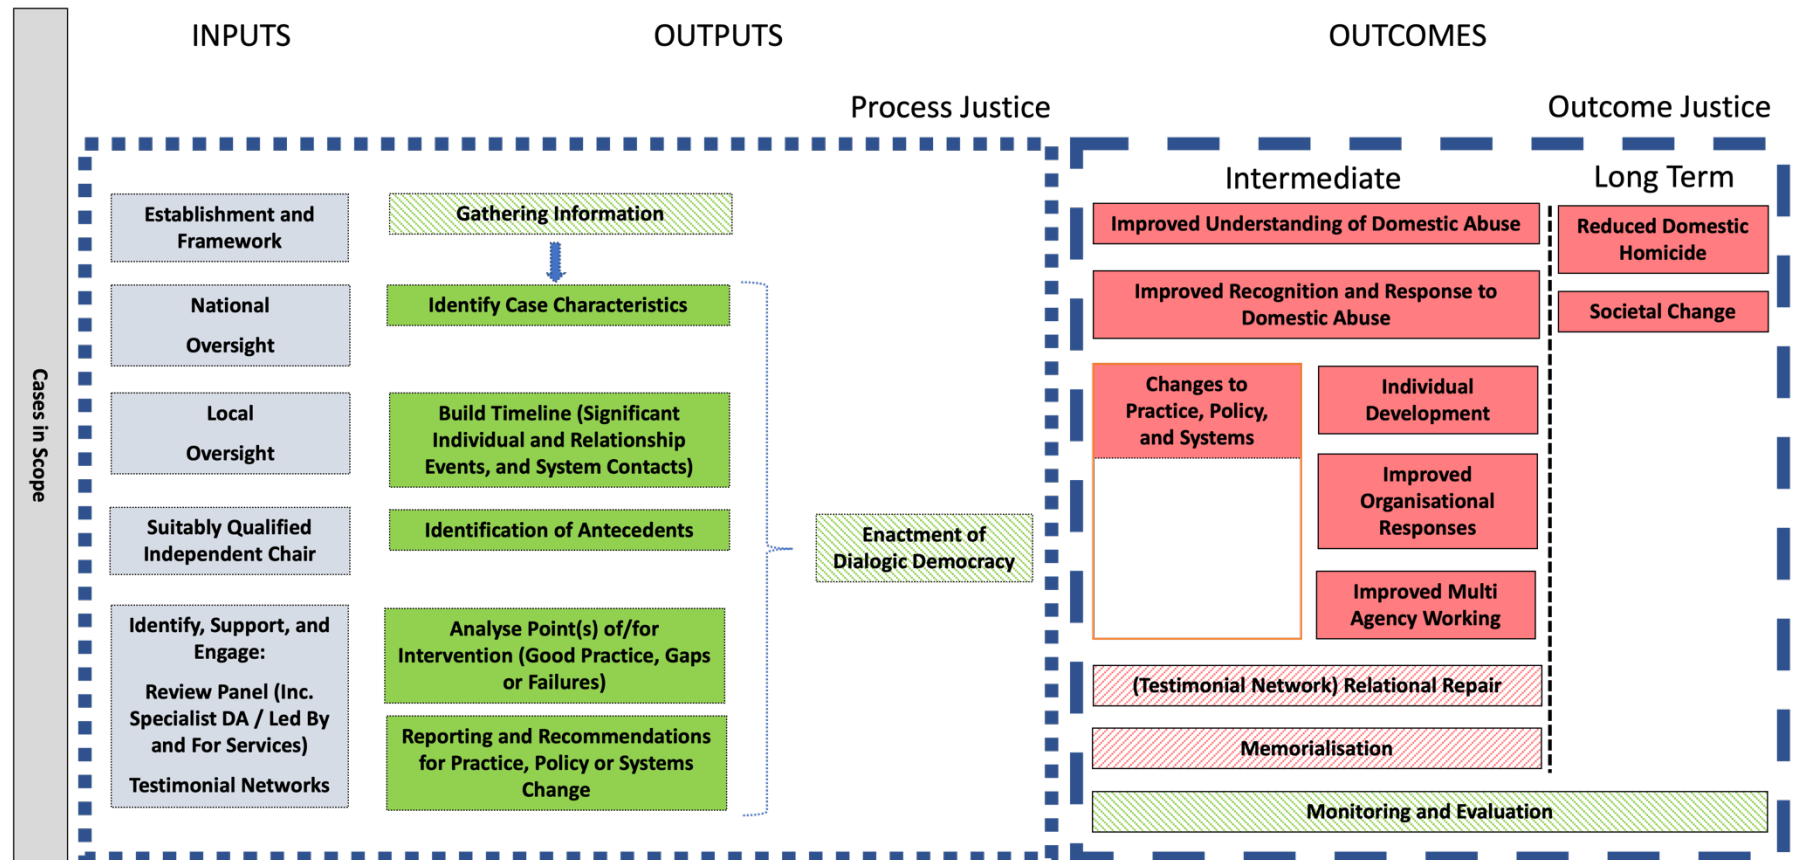 INPUTS
OUTPUTS
OUTCOMES
Process Justice
Outcome Justice
Cases in Scope
Establishment and
Framework
National
Oversight
Local
Oversight
Suitably Qualified
Independent Chair
Identify, Support, and
Engage:
Review Panel (Inc.
Specialist DA / Led By
and For Services)
Testimonial Networks
Gathering Information
Identify Case Characteristics
Build Timeline (Significant
Individual and Relationship
Events, and System Contacts)
Identification of Antecedents
Analyse Point(s) of/for
Intervention (Good Practice, Gaps
or Failures)
Reporting and Recommendations
for Practice, Policy or Systems
Change
Enactment of
Dialogic Democracy
Intermediate
Improved Understanding of Domestic Abuse
Improved Recognition and Response to
Domestic Abuse
Changes to
Practice, Policy,
and Systems
Individual
Development
Improved
Organisational
Responses
Improved Multi
Agency Working
(Testimonial Network) Relational Repair
Memorialisation
Long Term
Reduced Domestic
Homicide
Societal Change
Monitoring and Evaluation